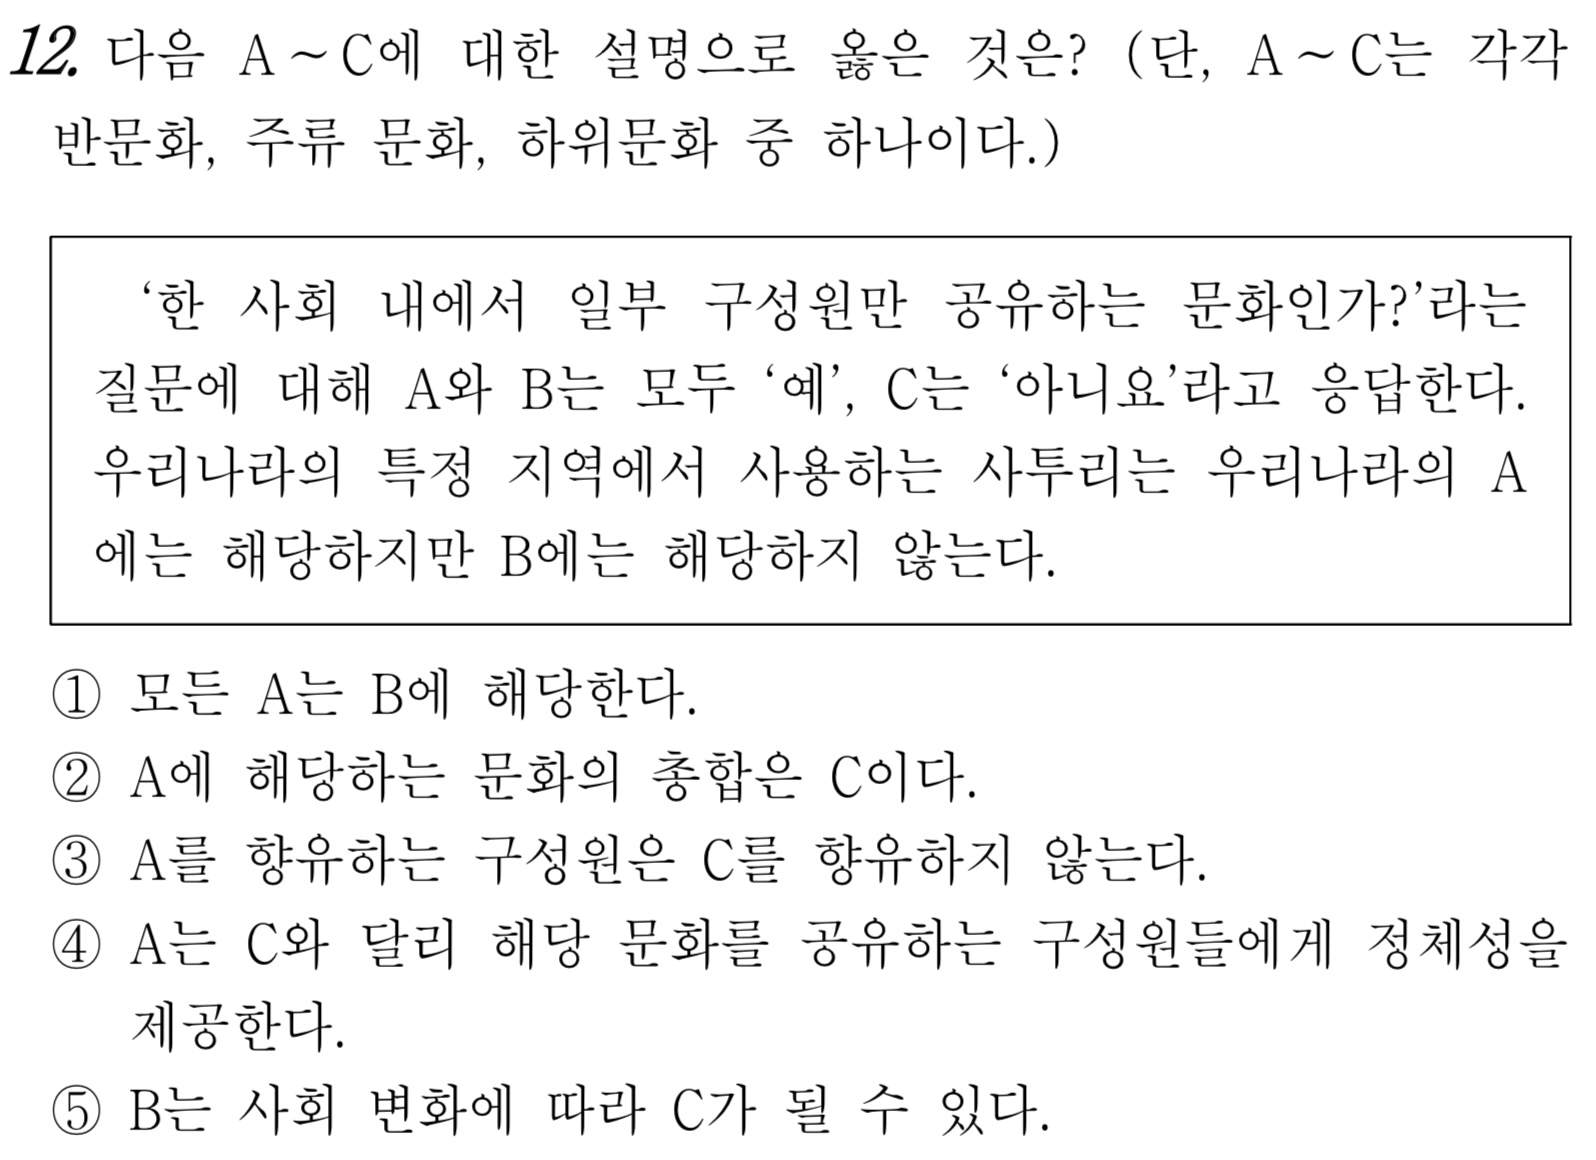 12. 다음 A~C에 대한 설명으로 옳은 것은? (단, A~C는 각각
반문화, 주류 문화, 하위문화 중 하나이다.)
‘한 사회 내에서 일부 구성원만 공유하는 문화인가?’라는
질문에 대해 A와 B는 모두 ‘예’, C는 ‘아니요’라고 응답한다.
우리나라의 특정 지역에서 사용하는 사투리는 우리나라의 A
에는 해당하지만 B에는 해당하지 않는다.
① 모든 A는 B에 해당한다.
② A에 해당하는 문화의 총합은 C이다.
③ A를 향유하는 구성원은 C를 향유하지 않는다.
④ A는 C와 달리 해당 문화를 공유하는 구성원들에게 정체성을
제공한다.
⑤ B는 사회 변화에 따라 C가 될 수 있다.